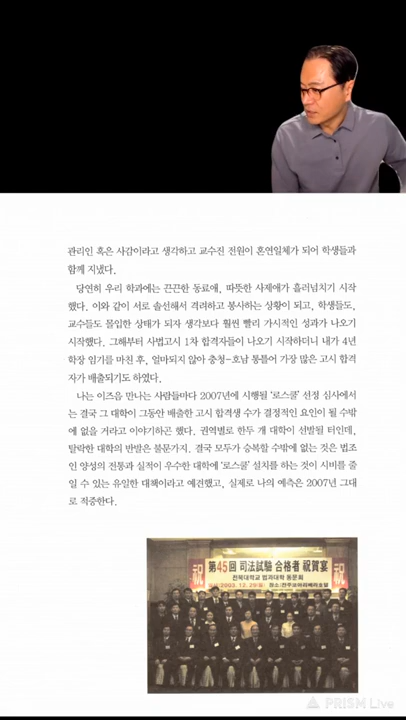 관리인 혹은 사감이라고 생각하고 교수진 전원이 혼연일체가 되어 학생들과
함께 지냈다.
당연히 우리 학과에는 끈끈한 동료애, 따뜻한 사제애가 흘러넘치기 시작
했다. 이와 같이 서로 솔선해서 격려하고 봉사하는 상황이 되고, 학생들도,
교수들도 몰입한 상태가 되자 생각보다 훨씬 빨리 가시적인 성과가 나오기
시작했다. 그해부터 사법고시 1차 합격자들이 나오기 시작하더니 내가 4년
학장 임기를 마친 후, 얼마되지 않아 충청-호남 통틀어 가장 많은 고시 합격
자가 배출되기도 하였다.
나는 이즈음 만나는 사람들마다 2007년에 시행될 '로스쿨' 선정 심사에서
는 결국 그 대학이 그동안 배출한 고시 합격생 수가 결정적인 요인이 될 수밖
에 없을 거라고 이야기하곤 했다. 권역별로 한두 개 대학이 선발될 터인데,
탈락한 대학의 반발은 불문가지. 결국 모두가 승복할 수밖에 없는 것은 법조
인 양성의 전통과 실적이 우수한 대학에 '로스쿨' 설치를 하는 것이 시비를 줄
일 수 있는 유일한 대책이라고 예견했고, 실제로 나의 예측은 2007년 그대
로 적중한다.
祝 第45回 司法試驗 合格者 祝賀宴 祝
전북대학교 법과대학 동문회
2003. 12. 29(월) 장소:전주코아리베라호텔
PRISM Live